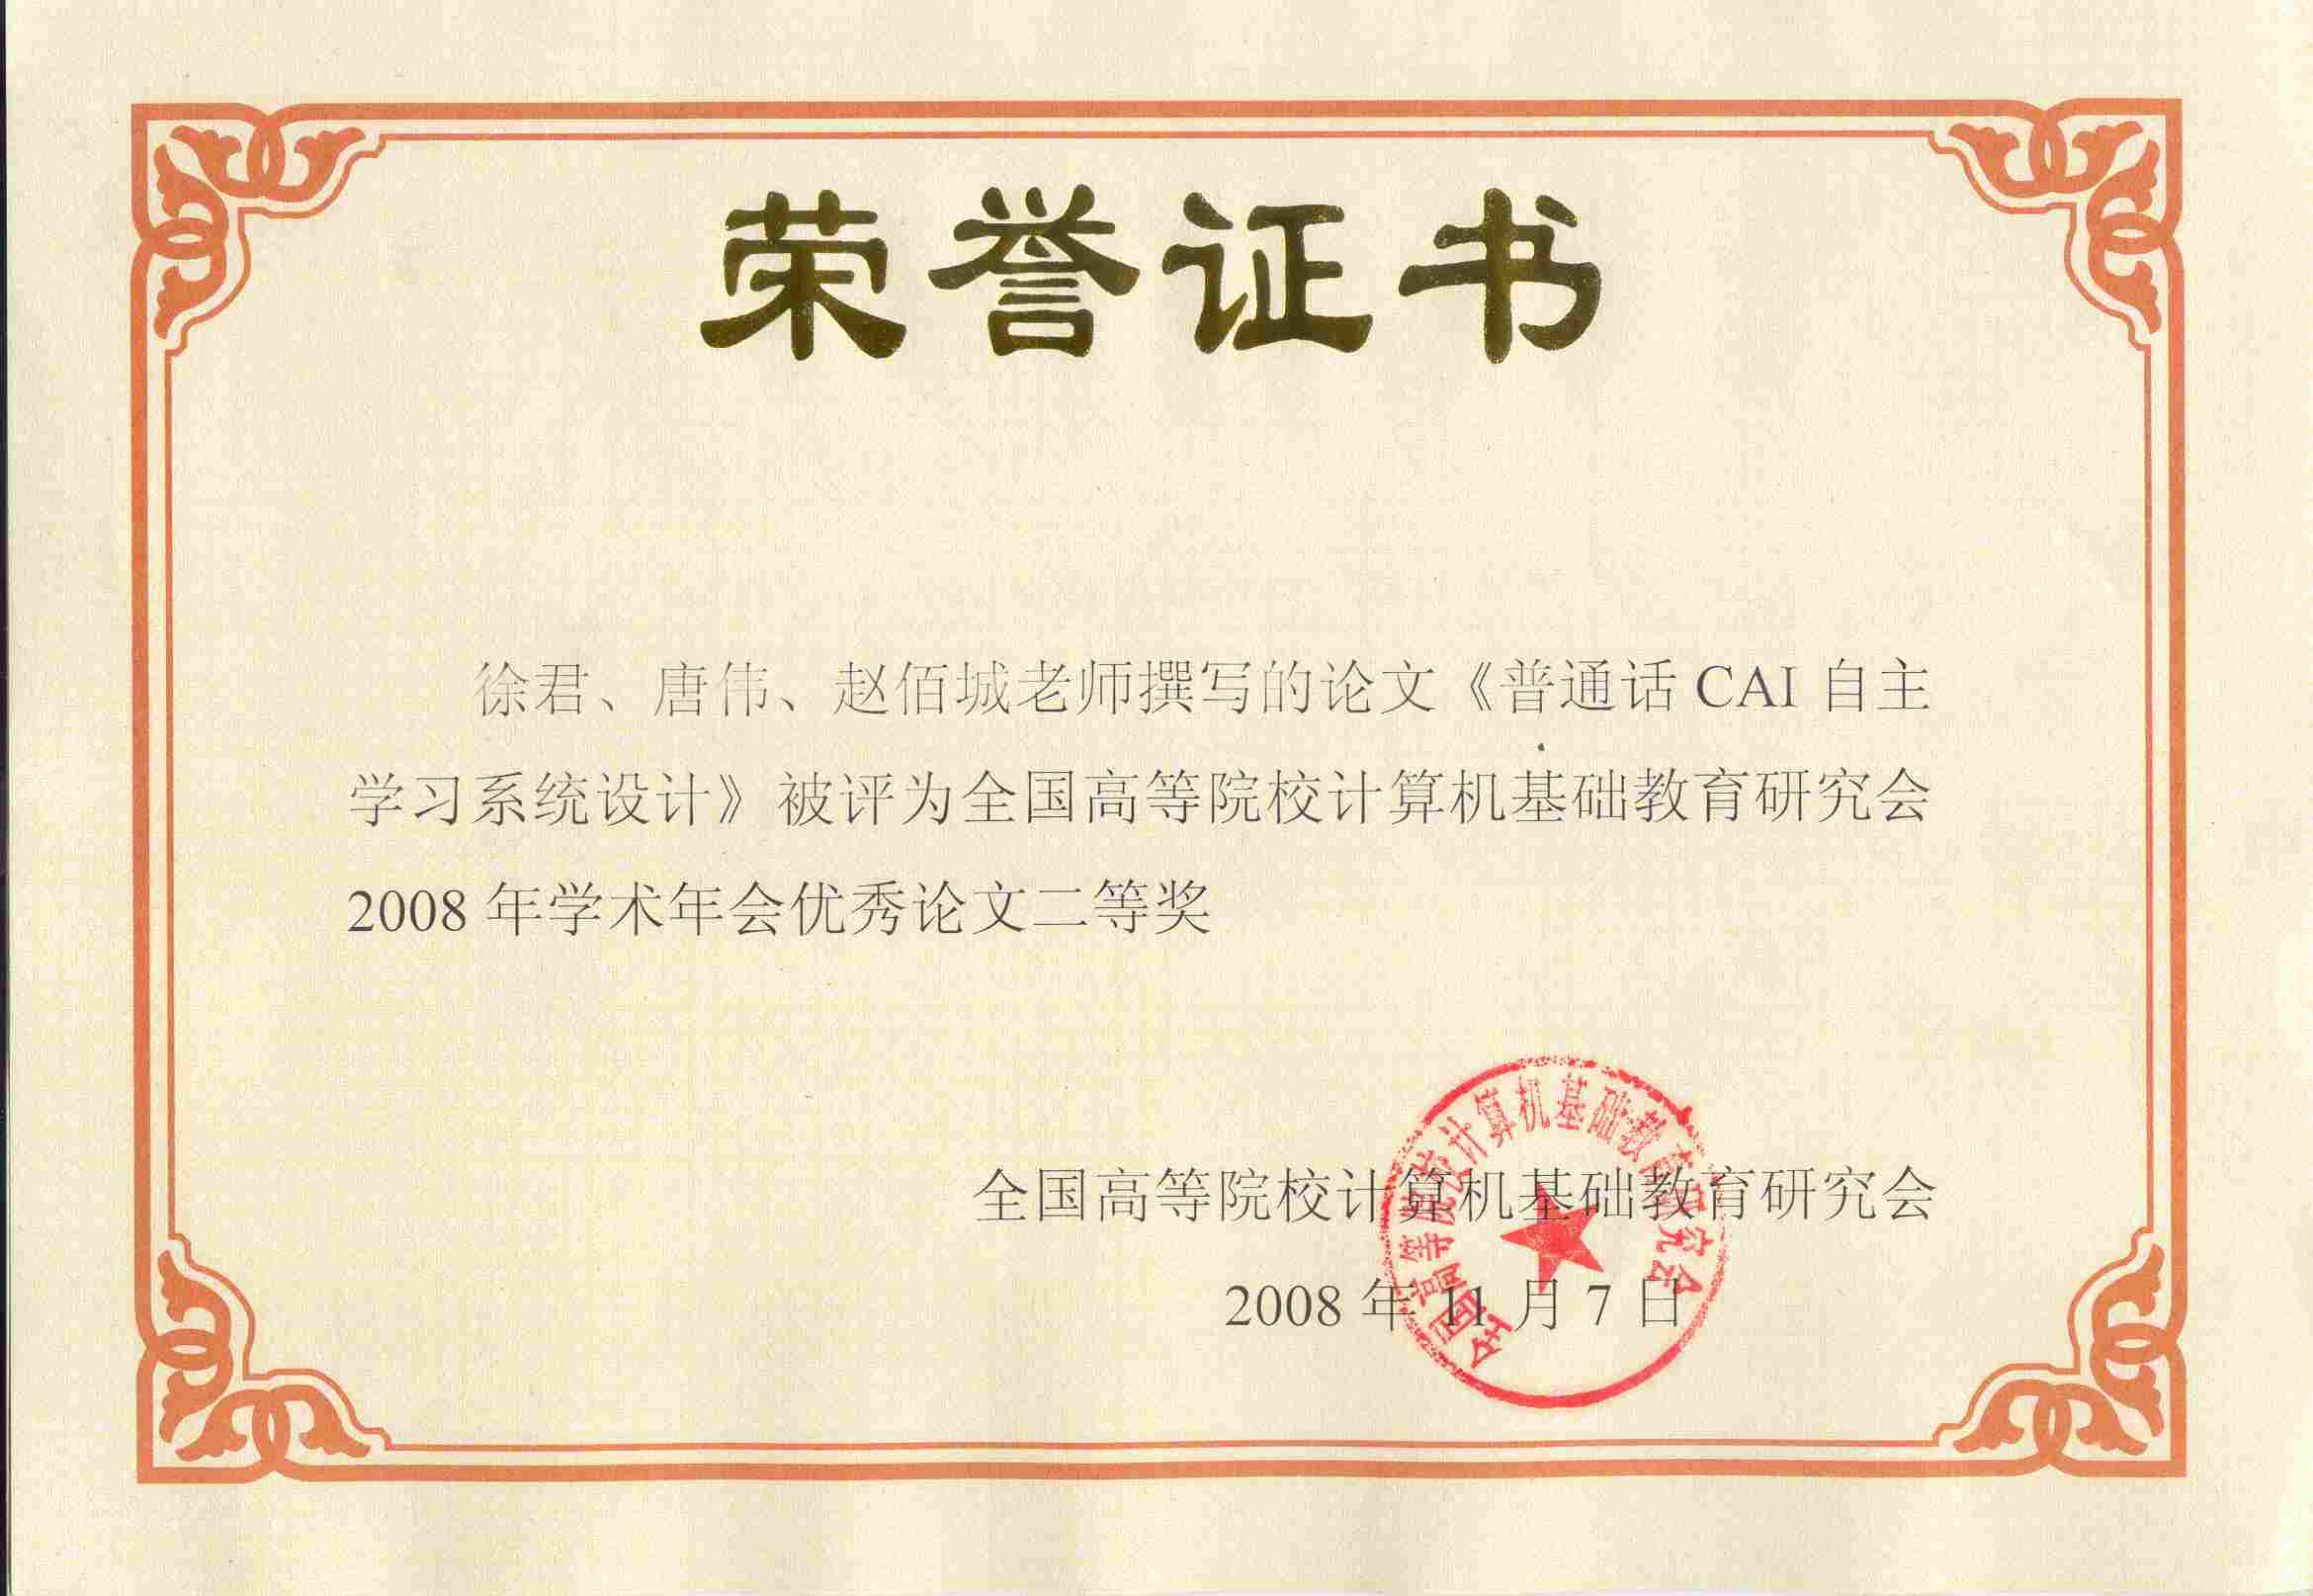 荣誉证书
徐君、唐伟、赵佰城老师撰写的论文《普通话 CAI 自主
学习系统设计》被评为全国高等院校计算机基础教育研究会
2008 年学术年会优秀论文二等奖
全国高等院校计算机基础教育研究会
全国高等院校计算机基础教育研究会
2008 年 11 月 7 日